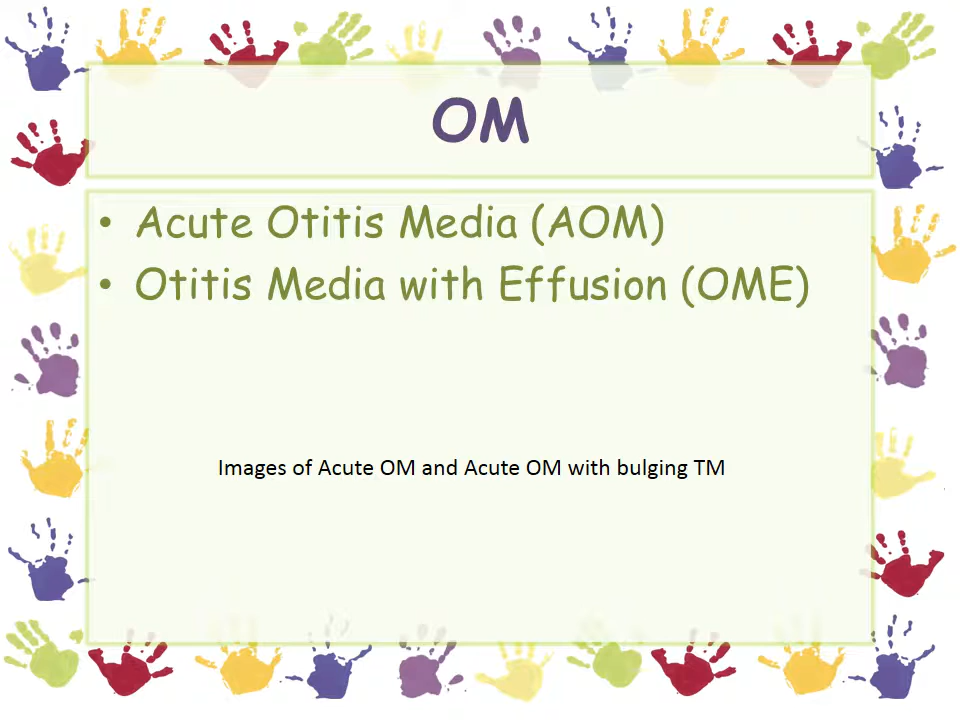 OM
• Acute Otitis Media (AOM)
• Otitis Media with Effusion (OME)
Images of Acute OM and Acute OM with bulging TM